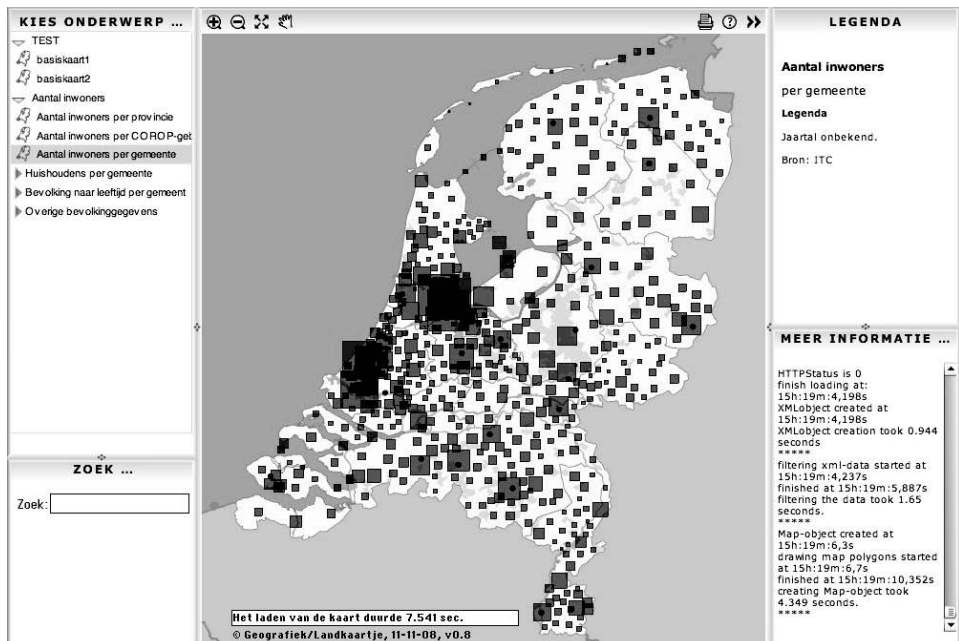 KIES ONDERWERP ...
TEST
basiskaart1
basiskaart2
Aantal inwoners
Aantal inwoners per provincie
Aantal inwoners per COROP-get
Aantal inwoners per gemeente
Huishoudens per gemeente
Bevolking naar leeftijd per gement
Overige bevolkinggegevens
ZOEK ...
Zoek:
Het laden van de kaart duurde 7.541 sec.
© Geografiek/Landkaartje, 11-11-08, v0.8
LEGENDA
Aantal inwoners
per gemeente
Legenda
Jaartal onbekend.
Bron: ITC
MEER INFORMATIE ...
HTTPStatus is 0
finish loading at:
15h:19m:4,198s
XMLobject created at
15h:19m:4,198s
XMLobject creation took 0.944
seconds
*****
filtering xml-data started at
15h:19m:4,237s
finished at 15h:19m:5,887s
filtering the data took 1.65
seconds.
*****
Map-object created at
15h:19m:6,3s
drawing map polygons started
at 15h:19m:6,7s
finished at 15h:19m:10,352s
creating Map-object took
4.349 seconds.
*****